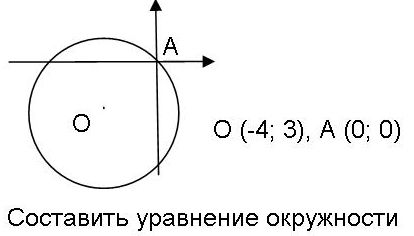 A
O
O (-4; 3), A (0; 0)
Составить уравнение окружности